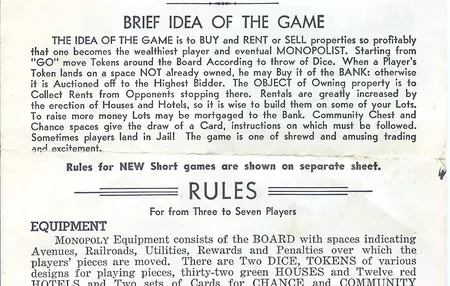 BRIEF IDEA OF THE GAME
THE IDEA OF THE GAME is to BUY and RENT or SELL properties so profitably
that one becomes the wealthiest player and eventual MONOPOLIST. Starting from
"GO" move Tokens around the Board According to throw of Dice. When a Player's
Token lands on a space NOT already owned, he may Buy it of the BANK: otherwise
it is Auctioned off to the Highest Bidder. The OBJECT of Owning property is to
Collect Rents from Opponents stopping there. Rentals are greatly increased by
the erection of Houses and Hotels, so it is wise to build them on some of your Lots.
To raise more money Lots may be mortgaged to the Bank. Community Chest and
Chance spaces give the draw of a Card, instructions on which must be followed.
Sometimes players land in Jail! The game is one of shrewd and amusing trading
and excitement.
Rules for NEW Short games are shown on separate sheet.
RULES
For from Three to Seven Players
EQUIPMENT
MONOPOLY Equipment consists of the BOARD with spaces indicating
Avenues, Railroads, Utilities, Rewards and Penalties over which the
players' pieces are moved. There are Two DICE, TOKENS of various
designs for playing pieces, thirty-two green HOUSES and Twelve red
HOTELS and Two sets of Cards for CHANCE and COMMUNITY